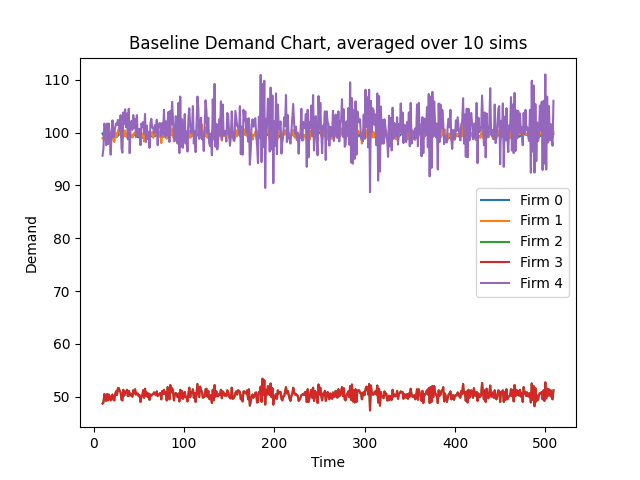 Baseline Demand Chart, averaged over 10 sims
110
100
90
80
70
60
50
Demand
Firm 0
Firm 1
Firm 2
Firm 3
Firm 4
0 100 200 300 400 500
Time